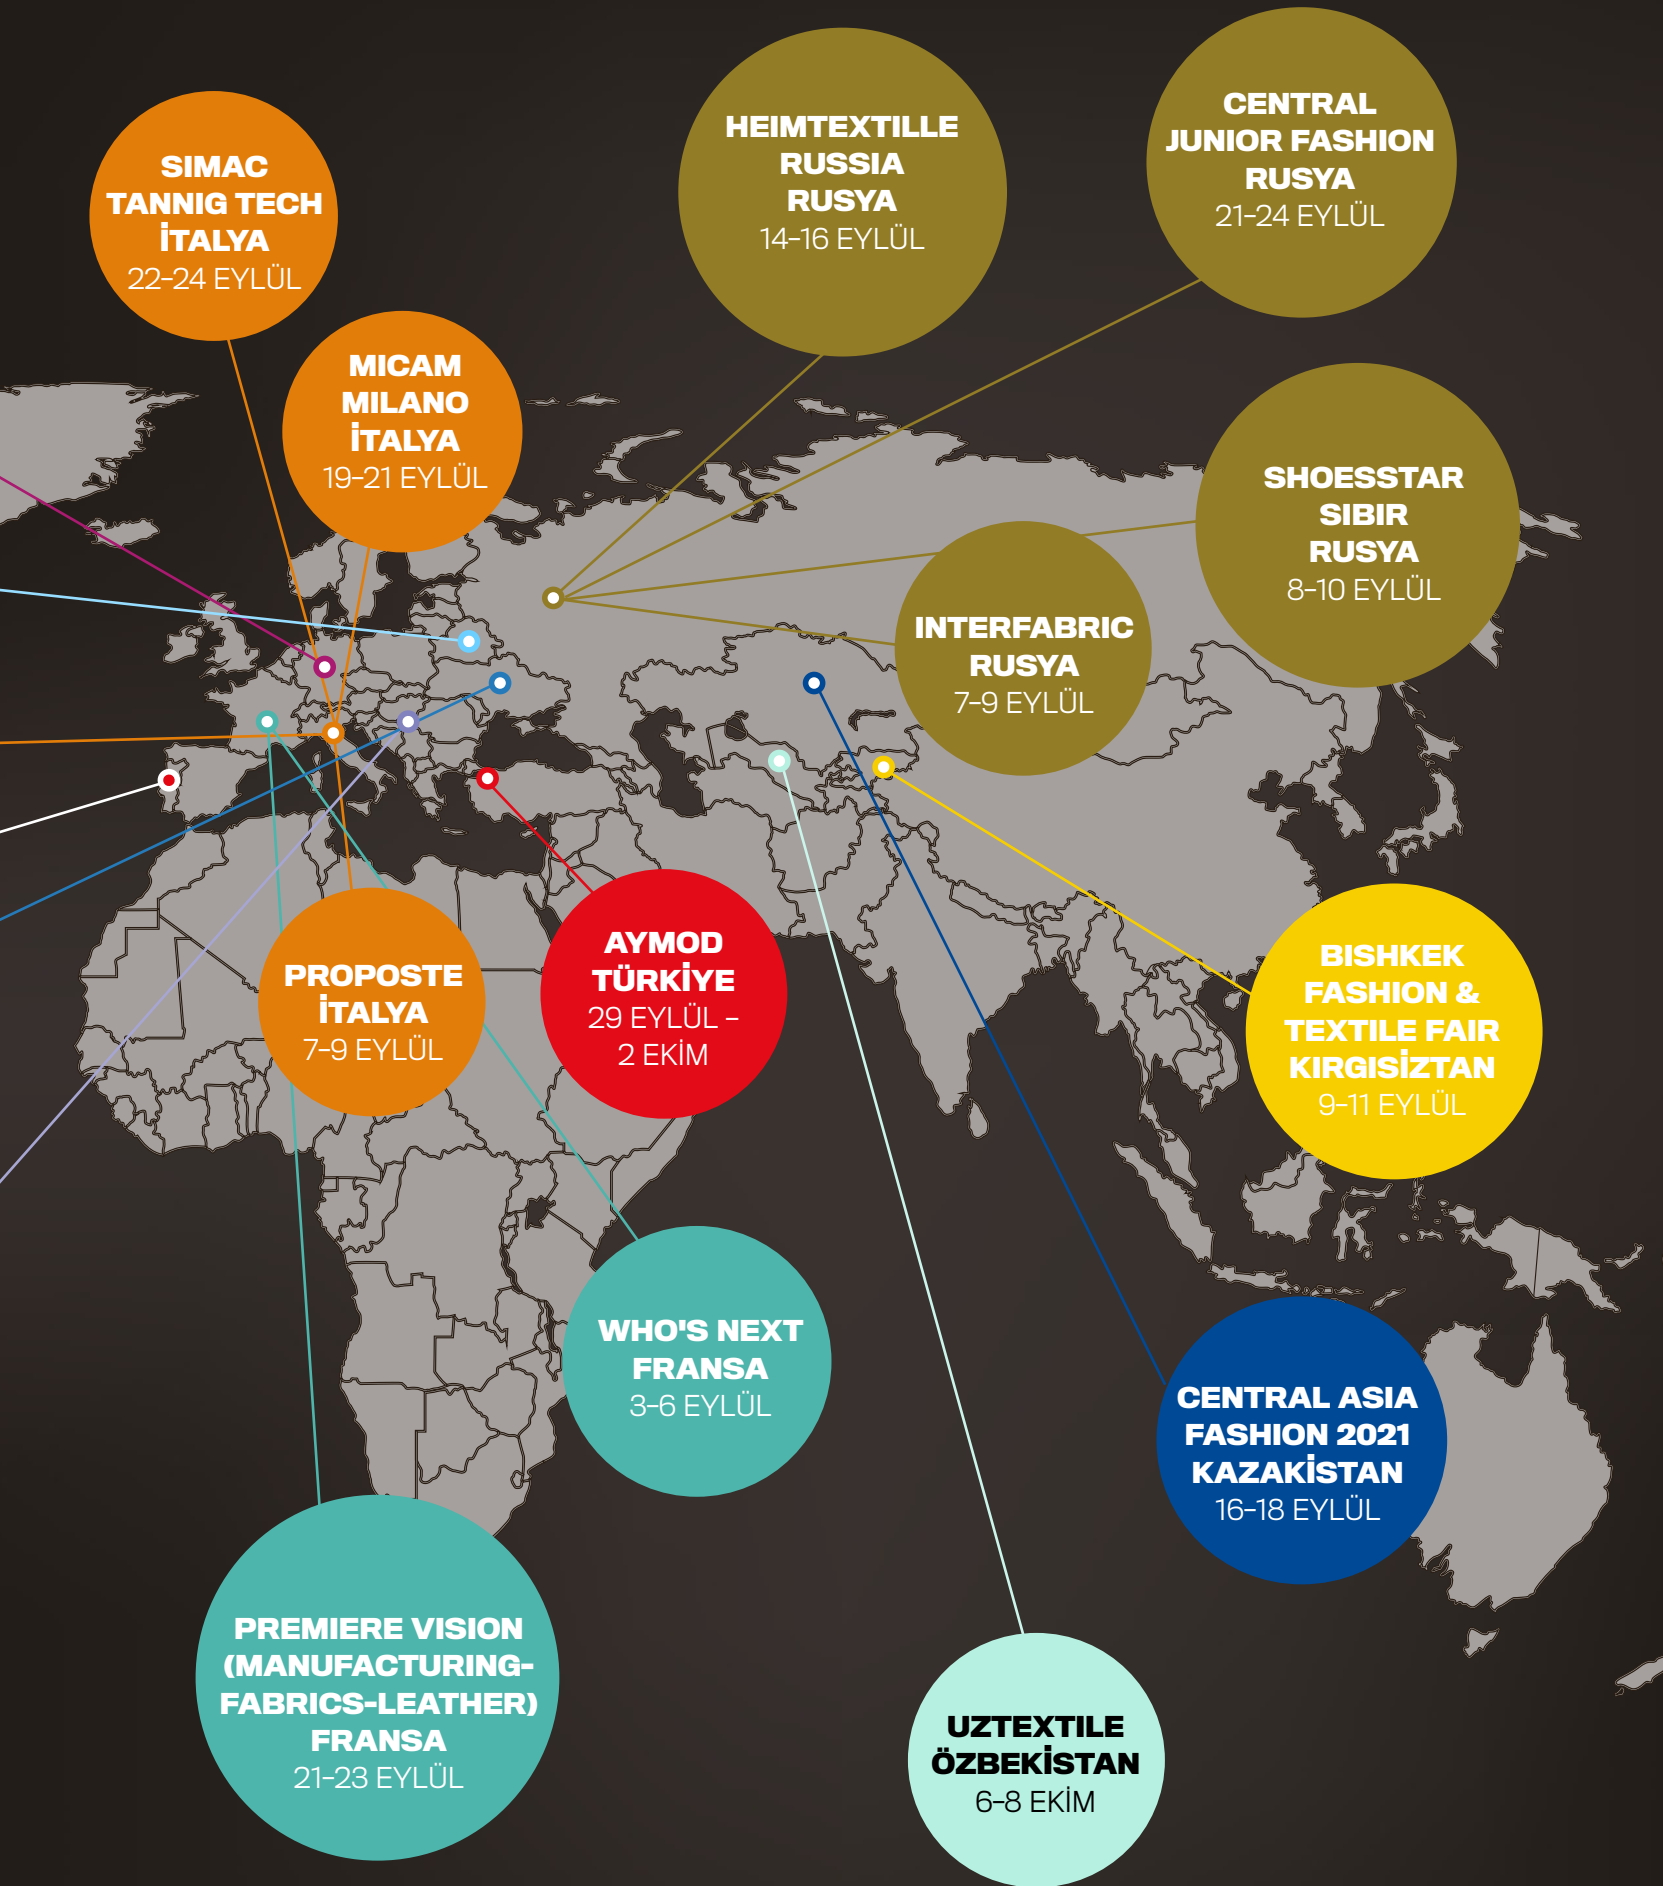 SIMAC
TANNIG TECH
İTALYA
22-24 EYLÜL
HEIMTEXTILLE
RUSSIA
RUSYA
14-16 EYLÜL
CENTRAL
JUNIOR FASHION
RUSYA
21-24 EYLÜL
MICAM
MILANO
İTALYA
19-21 EYLÜL
SHOESSTAR
SIBIR
RUSYA
8-10 EYLÜL
INTERFABRIC
RUSYA
7-9 EYLÜL
PROPOSTE
İTALYA
7-9 EYLÜL
AYMOD
TÜRKİYE
29 EYLÜL -
2 EKİM
BISHKEK
FASHION &
TEXTILE FAIR
KIRGISİZTAN
9-11 EYLÜL
WHO'S NEXT
FRANSA
3-6 EYLÜL
CENTRAL ASIA
FASHION 2021
KAZAKİSTAN
16-18 EYLÜL
PREMIERE VISION
(MANUFACTURING-
FABRICS-LEATHER)
FRANSA
21-23 EYLÜL
UZTEXTILE
ÖZBEKİSTAN
6-8 EKİM